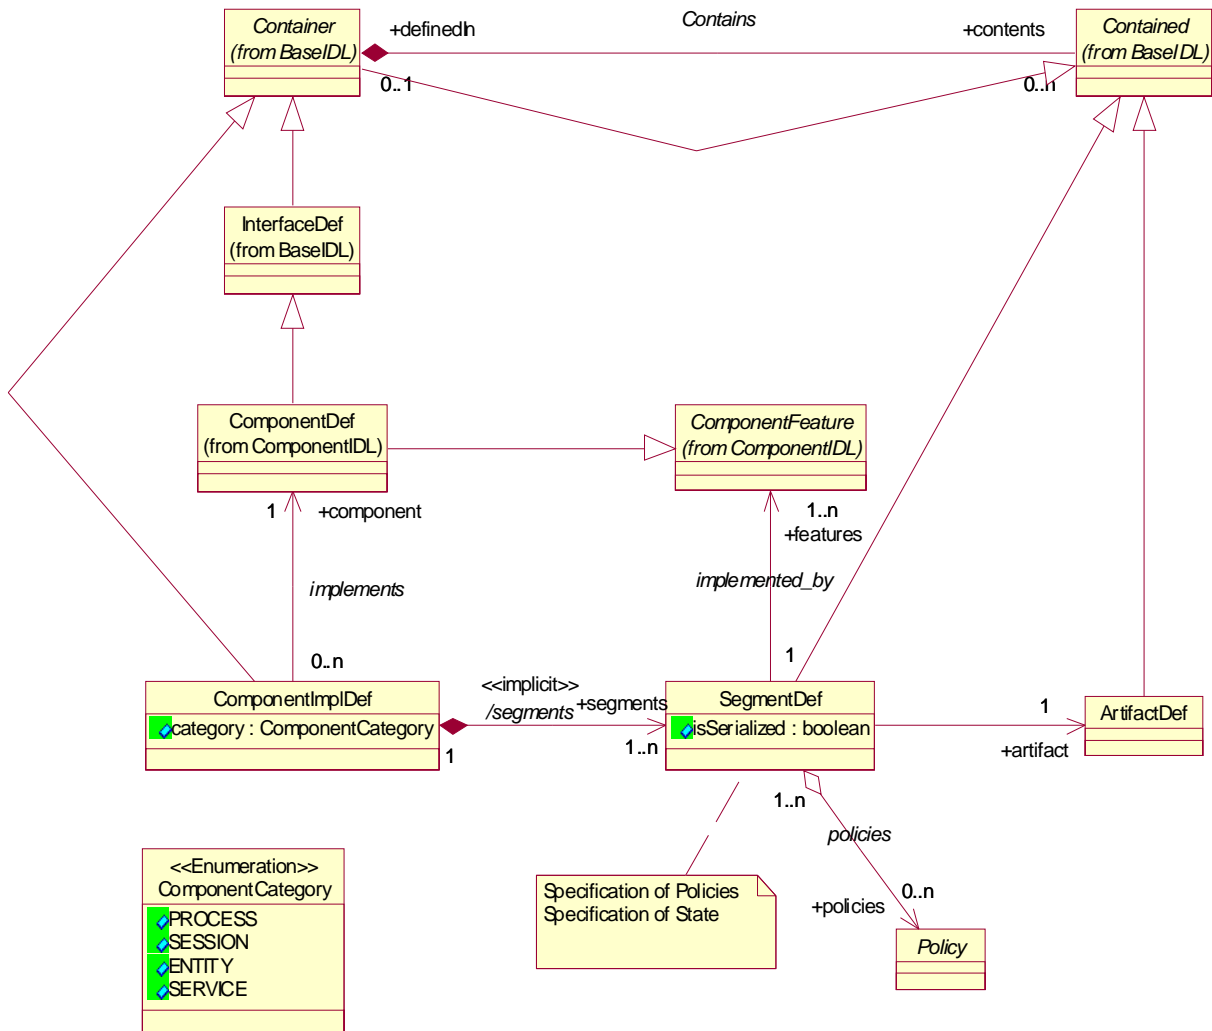 Container
(from BaseIDL)
+definedIn
Contains
+contents
Contained
(from BaseIDL)
0..1
0..n
InterfaceDef
(from BaseIDL)
ComponentDef
(from ComponentIDL)
ComponentFeature
(from ComponentIDL)
1
+component
1..n
+features
implements
implemented_by
0..n
1
ComponentImplDef
category : ComponentCategory
<<implicit>>
/segments
+segments
1
1..n
SegmentDef
isSerialized : boolean
1
+artifact
ArtifactDef
1..n
policies
0..n
+policies
Policy
<<Enumeration>>
ComponentCategory
PROCESS
SESSION
ENTITY
SERVICE
Specification of Policies
Specification of State